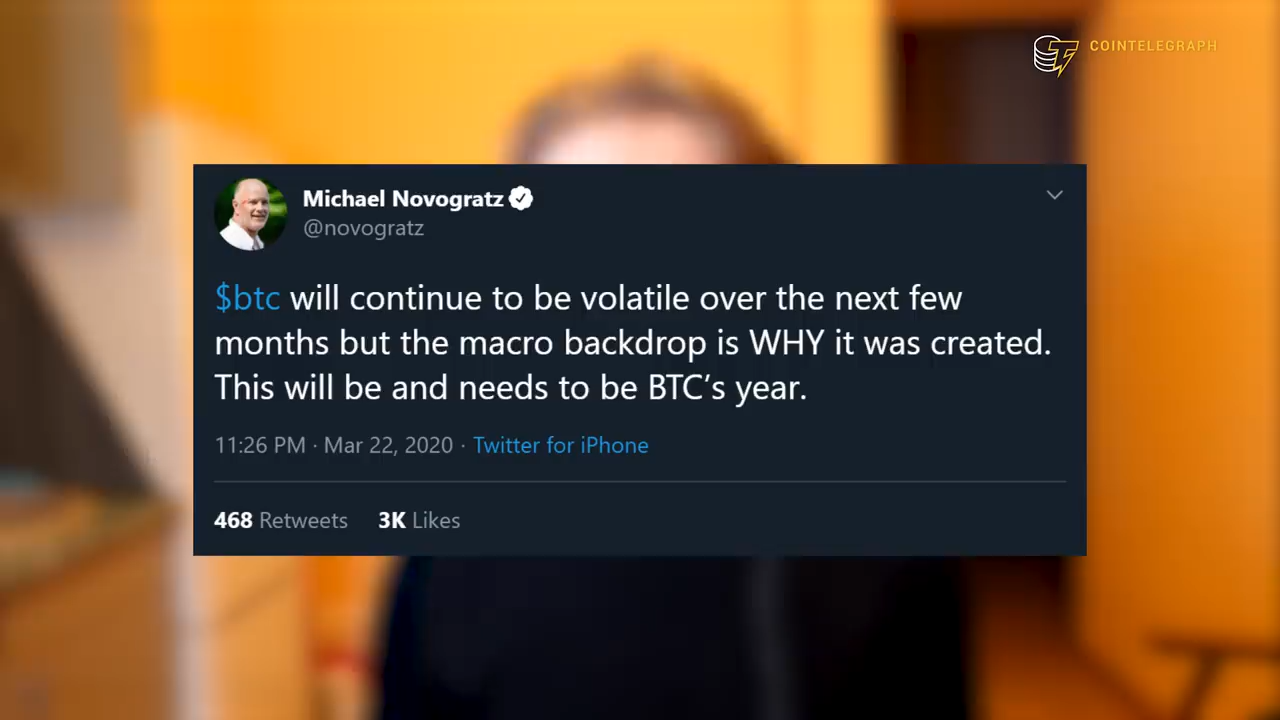 COINTELEGRAPH
Michael Novogratz
@novogratz
$btc will continue to be volatile over the next few
months but the macro backdrop is WHY it was created.
This will be and needs to be BTC’s year.
11:26 PM · Mar 22, 2020 · Twitter for iPhone
468 Retweets 3K Likes